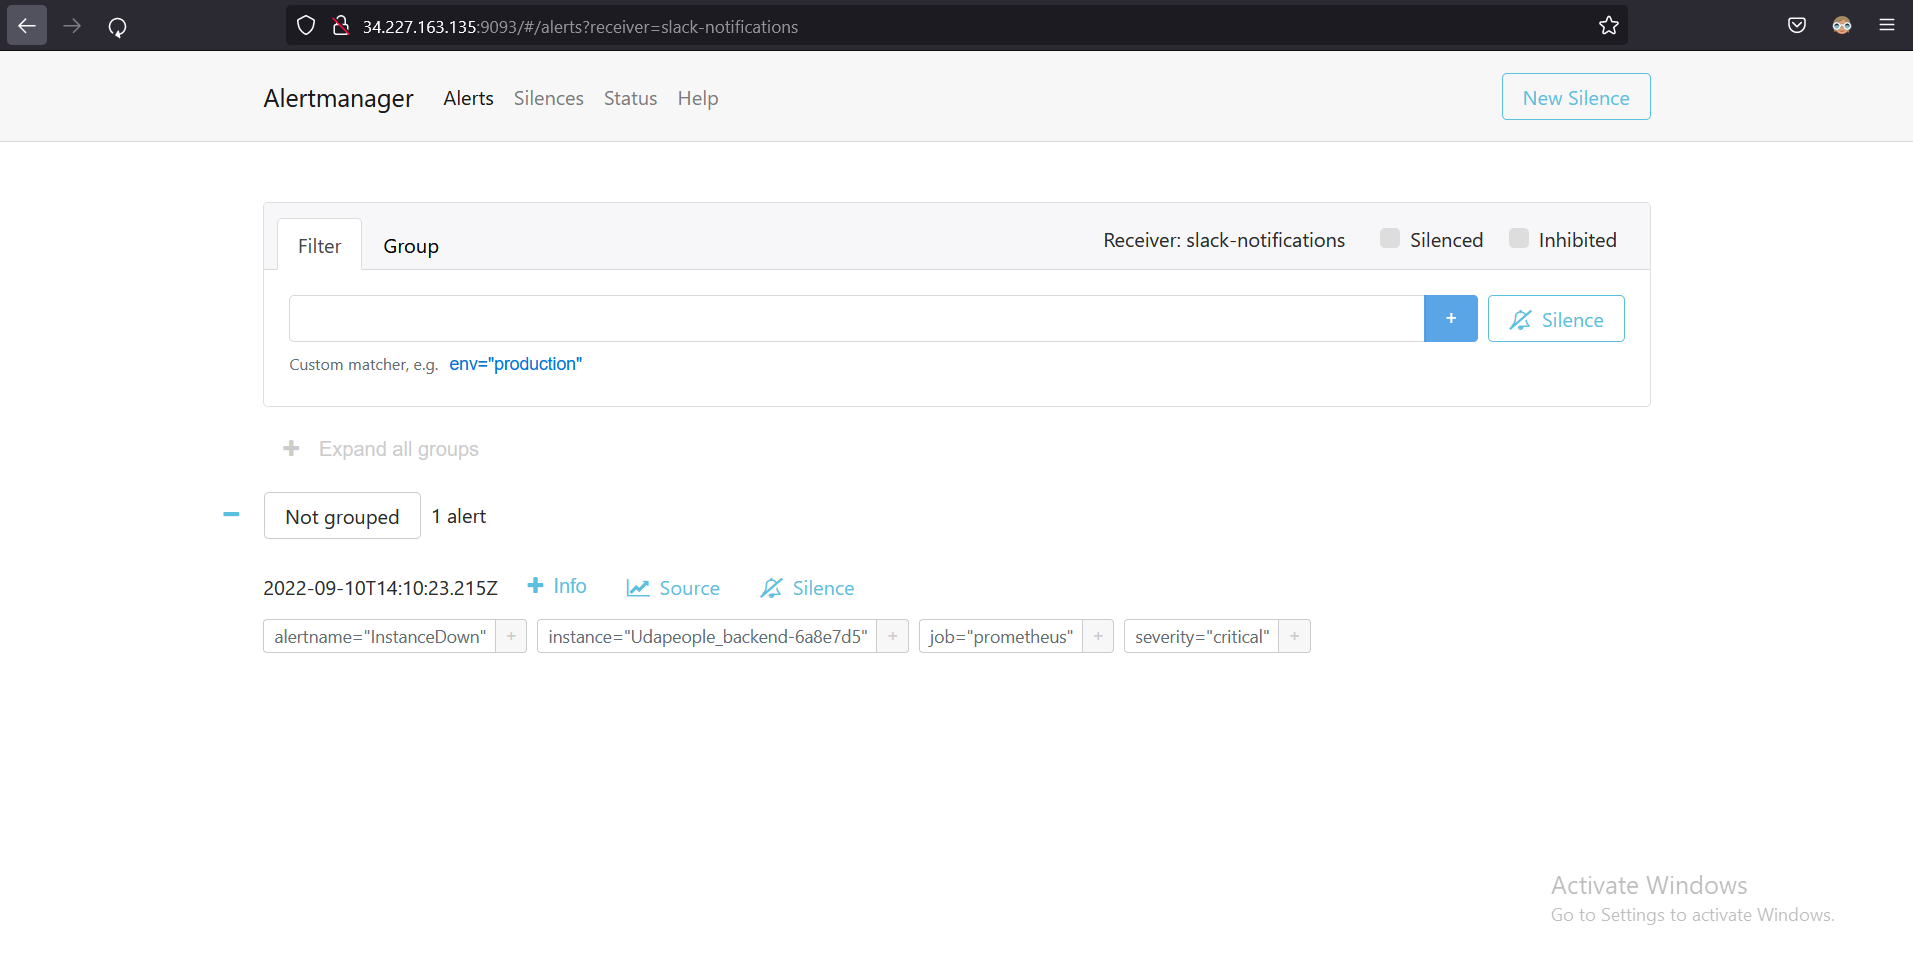 34.227.163.135:9093/#/alerts?receiver=slack-notifications
Alertmanager Alerts Silences Status Help New Silence
Filter Group Receiver: slack-notifications Silenced Inhibited
+ Silence
Custom matcher, e.g. env="production"
+ Expand all groups
- Not grouped 1 alert
2022-09-10T14:10:23.215Z + Info Source Silence
alertname="InstanceDown" + instance="Udapeople_backend-6a8e7d5" + job="prometheus" + severity="critical" +
Activate Windows
Go to Settings to activate Windows.